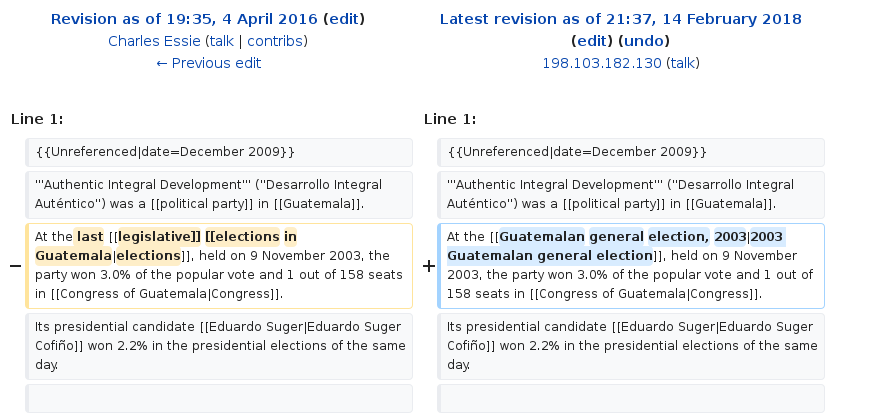 Revision as of 19:35, 4 April 2016 (edit)
Charles Essie (talk | contribs)
← Previous edit
Latest revision as of 21:37, 14 February 2018
(edit) (undo)
198.103.182.130 (talk)
Line 1:
Line 1:
{{Unreferenced|date=December 2009}}
{{Unreferenced|date=December 2009}}
'''Authentic Integral Development''' (''Desarrollo Integral
Auténtico'') was a [[political party]] in [[Guatemala]].
'''Authentic Integral Development''' (''Desarrollo Integral
Auténtico'') was a [[political party]] in [[Guatemala]].
−
At the last [[legislative]] [[elections in
Guatemala|elections]], held on 9 November 2003, the
party won 3.0% of the popular vote and 1 out of 158 seats
in [[Congress of Guatemala|Congress]].
+
At the [[Guatemalan general election, 2003|2003
Guatemalan general election]], held on 9 November
2003, the party won 3.0% of the popular vote and 1 out of
158 seats in [[Congress of Guatemala|Congress]].
Its presidential candidate [[Eduardo Suger|Eduardo Suger
Cofiño]] won 2.2% in the presidential elections of the same
day.
Its presidential candidate [[Eduardo Suger|Eduardo Suger
Cofiño]] won 2.2% in the presidential elections of the same
day.